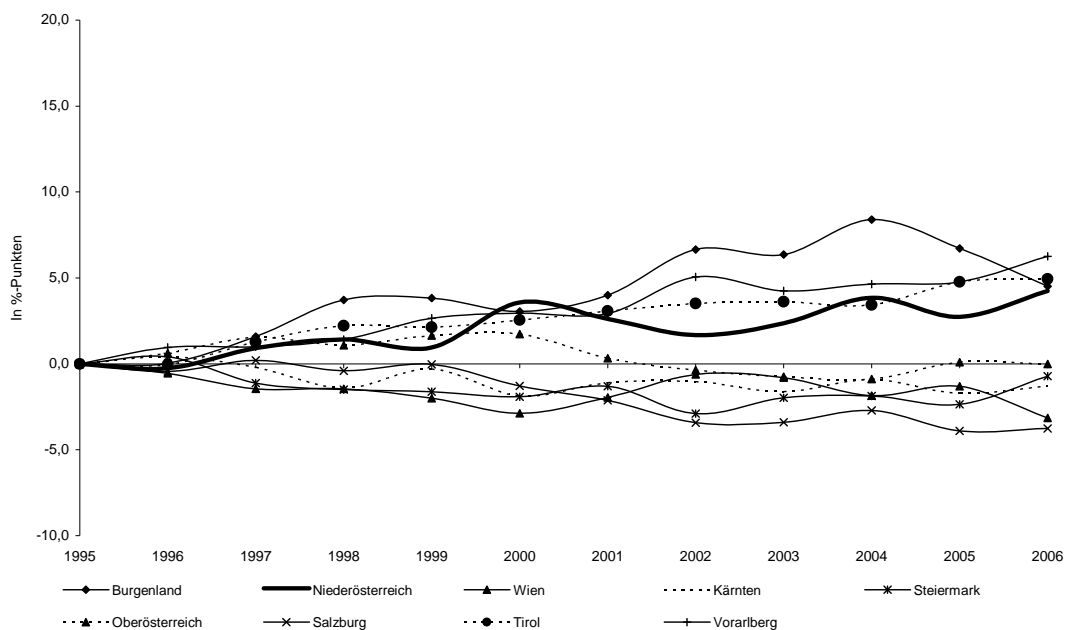 20,0
15,0
10,0
5,0
0,0
-5,0
-10,0
In %-Punkten
1995 1996 1997 1998 1999 2000 2001 2002 2003 2004 2005 2006
Burgenland Niederösterreich Wien Kärnten Steiermark
Oberösterreich Salzburg Tirol Vorarlberg